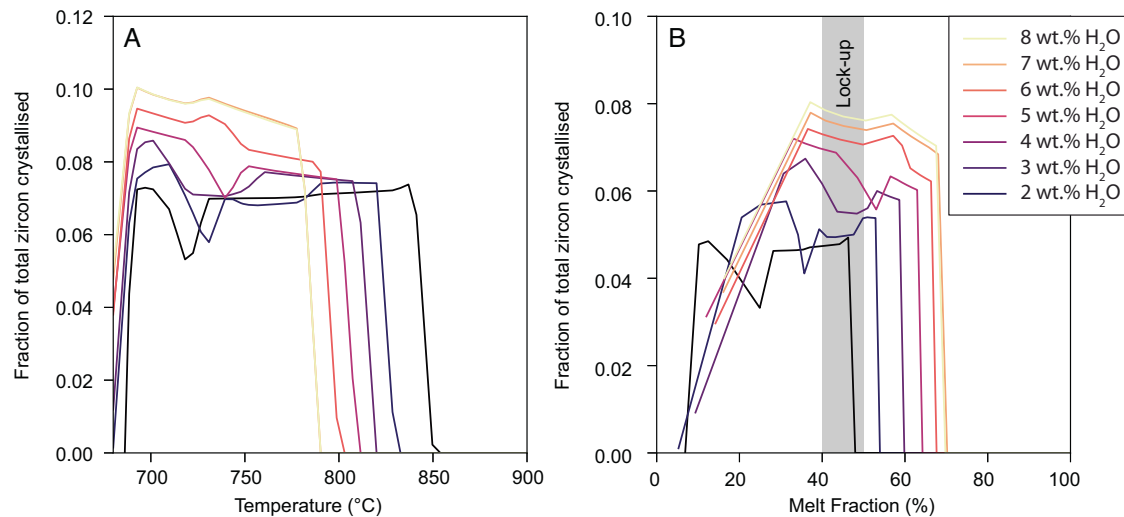 A
0.12
0.10
0.08
0.06
0.04
0.02
0.00
700
750
800
850
900
Temperature (°C)
Fraction of total zircon crystallised
B
Lock-up
0.10
0.08
0.06
0.04
0.02
0.00
0
20
40
60
80
100
Melt Fraction (%)
Fraction of total zircon crystallised
8 wt.% H₂O
7 wt.% H₂O
6 wt.% H₂O
5 wt.% H₂O
4 wt.% H₂O
3 wt.% H₂O
2 wt.% H₂O